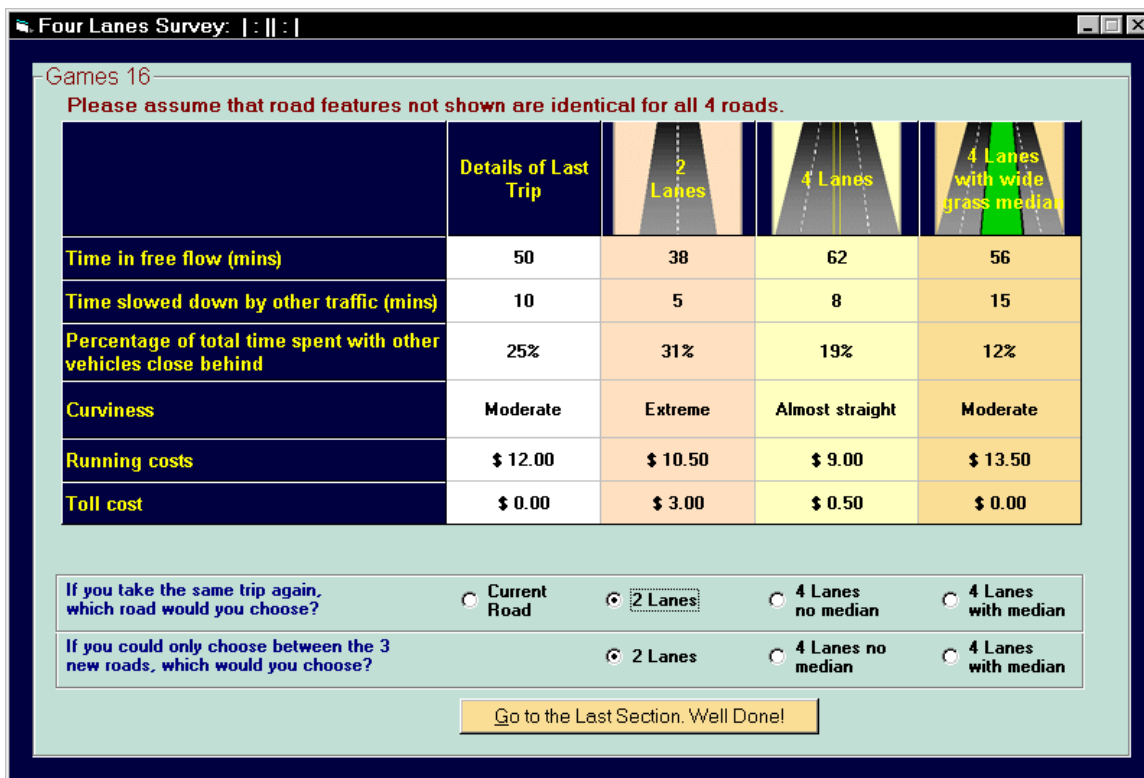 Four Lanes Survey: | : || : |
Games 16
Please assume that road features not shown are identical for all 4 roads.
Details of Last
Trip
2
Lanes
4 Lanes
4 Lanes
with wide
grass median
Time in free flow (mins) 50 38 62 56
Time slowed down by other traffic (mins) 10 5 8 15
Percentage of total time spent with other
vehicles close behind
25% 31% 19% 12%
Curviness Moderate Extreme Almost straight Moderate
Running costs $ 12.00 $ 10.50 $ 9.00 $ 13.50
Toll cost $ 0.00 $ 3.00 $ 0.50 $ 0.00
If you take the same trip again,
which road would you choose?
Current
Road
2 Lanes
4 Lanes
no median
4 Lanes
with median
If you could only choose between the 3
new roads, which would you choose?
2 Lanes
4 Lanes no
median
4 Lanes
with median
Go to the Last Section. Well Done!